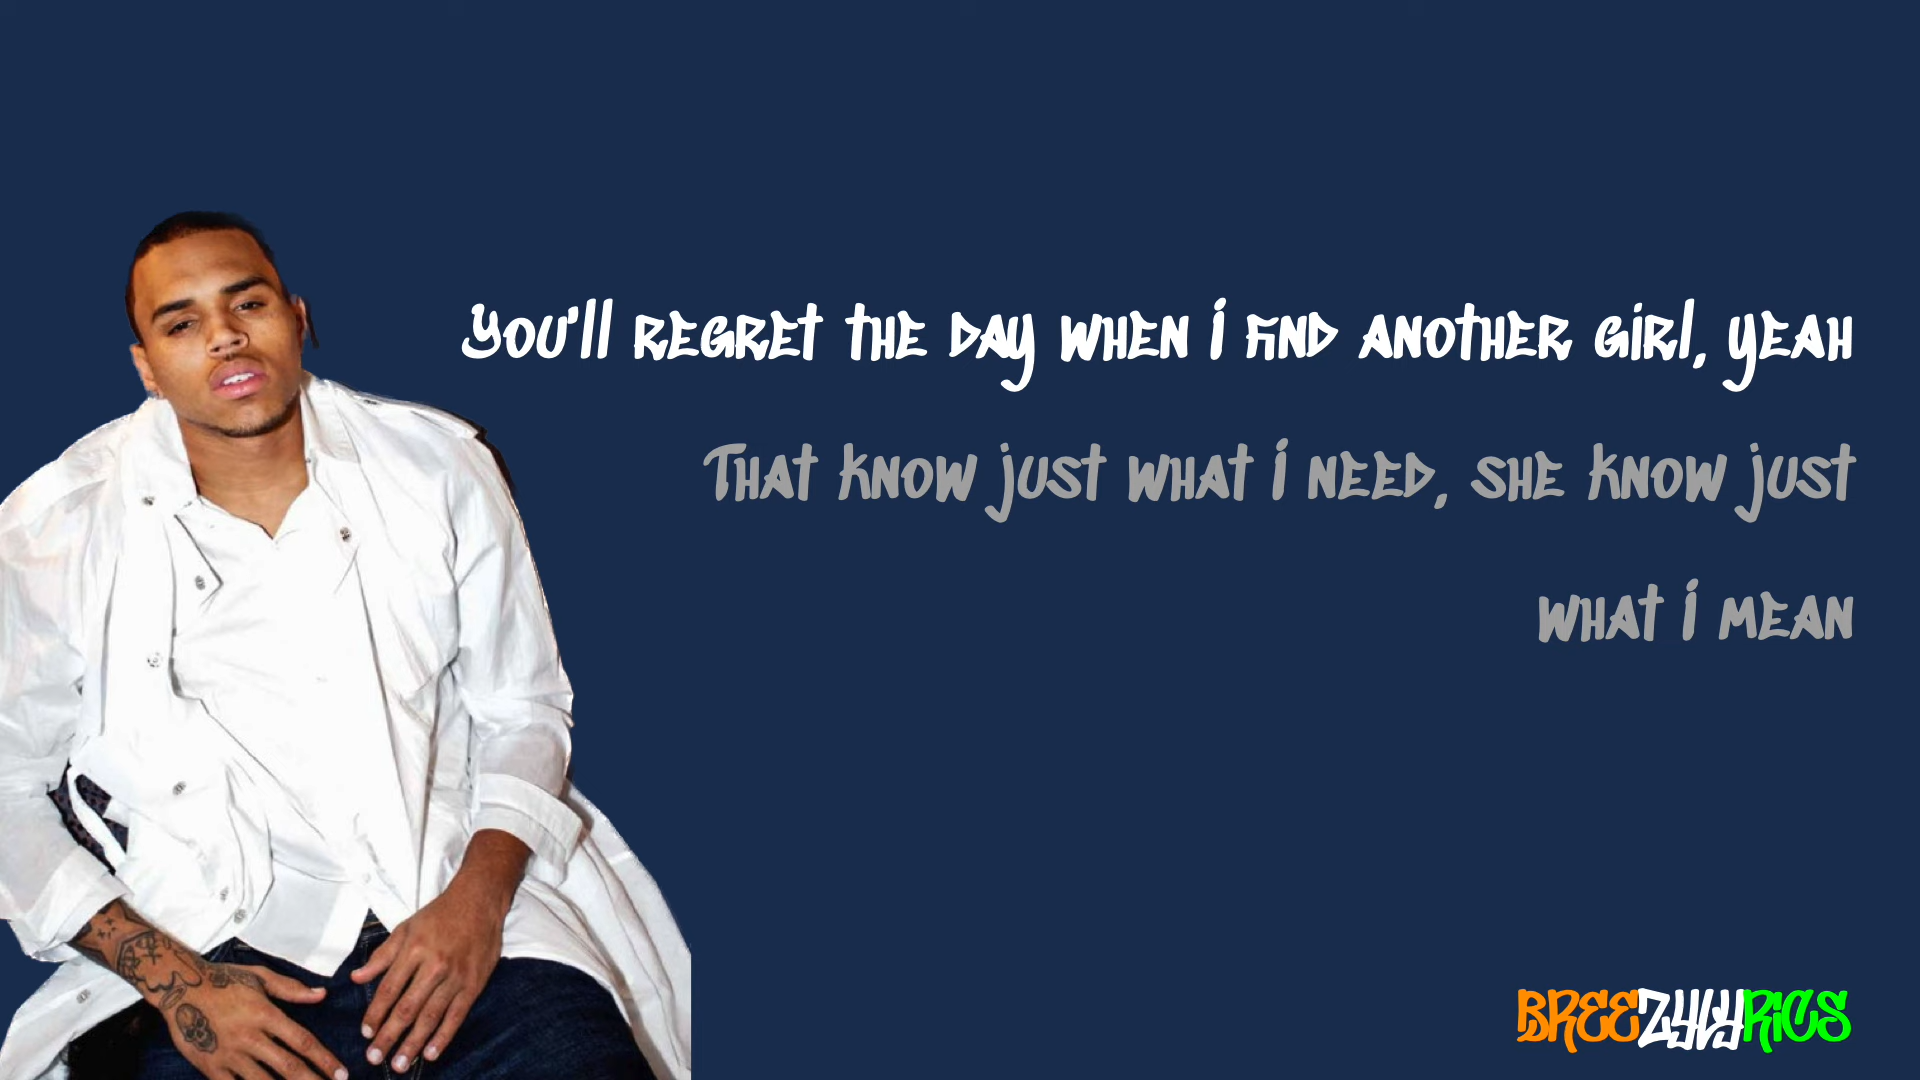 You'll regret the day when i find another girl, yeah
That know just what i need, she know just
what i mean
BREEZYLYRICS